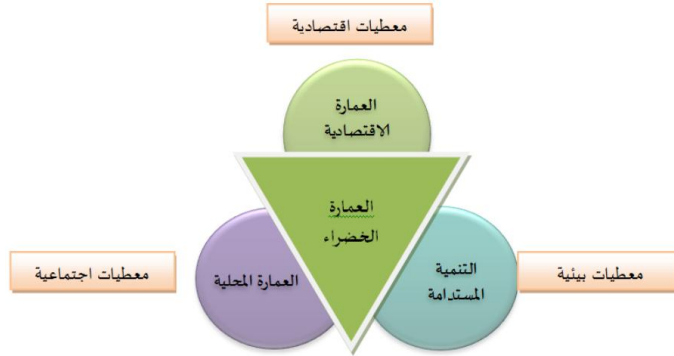 معطيات اقتصادية
العمارة
الاقتصادية
العمارة
الخضراء
معطيات بيئية
التنمية
المستدامة
العمارة المحلية
معطيات اجتماعية